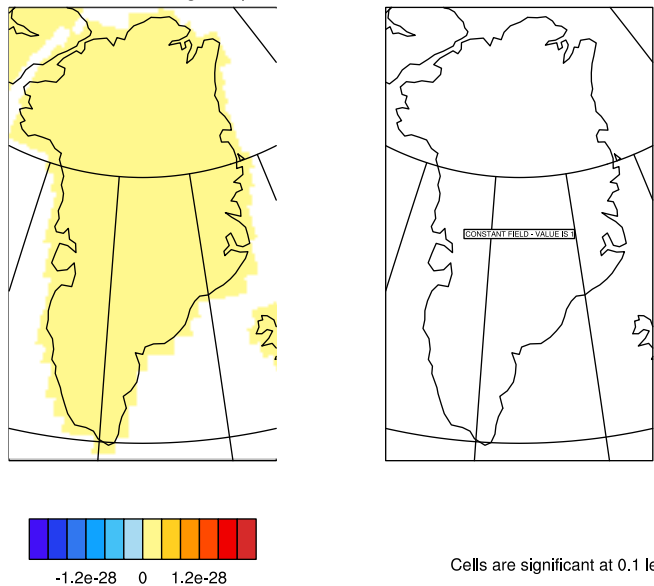 CONSTANT FIELD - VALUE IS 1
-1.2e-28 0 1.2e-28
Cells are significant at 0.1 le